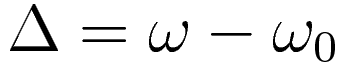 Δ = ω − ω₀